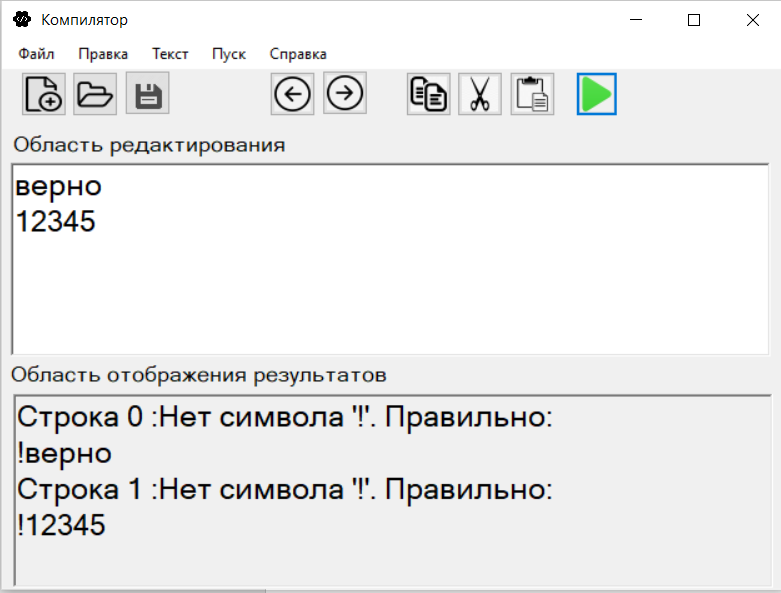 Компилятор
Файл Правка Текст Пуск Справка
Область редактирования
верно
12345
Область отображения результатов
Строка 0 :Нет символа '!'. Правильно:
!верно
Строка 1 :Нет символа '!'. Правильно:
!12345